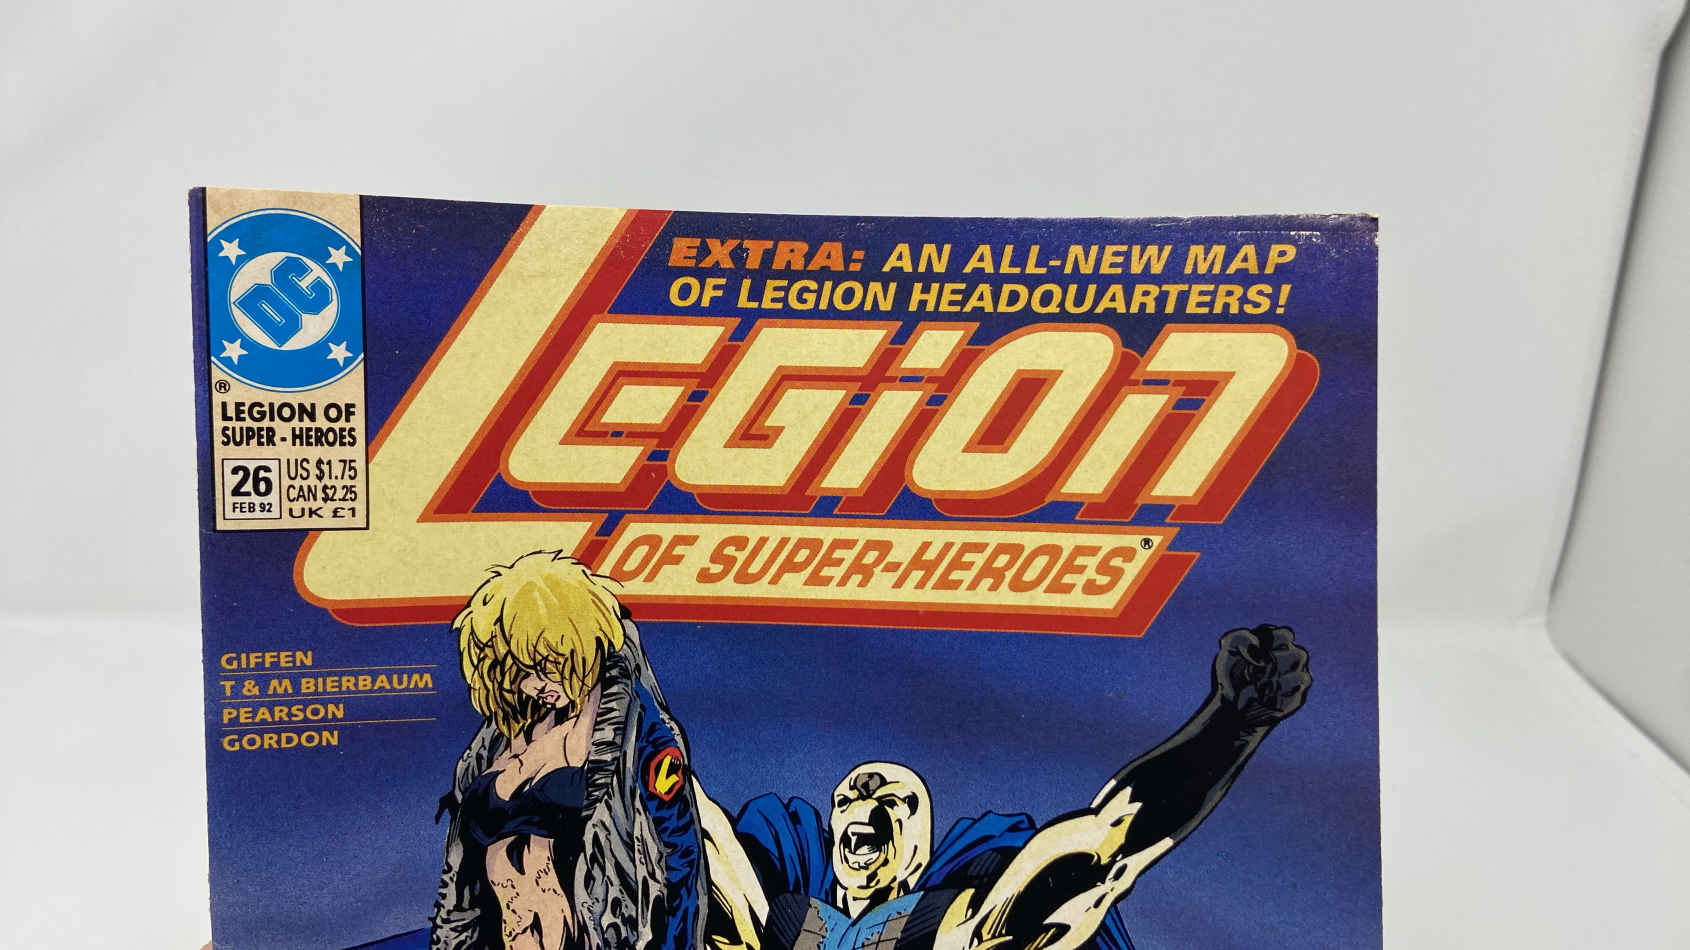 DC
®
LEGION OF
SUPER-HEROES
26
FEB 92
US $1.75
CAN $2.25
UK £1
EXTRA: AN ALL-NEW MAP
OF LEGION HEADQUARTERS!
LEGION
OF SUPER-HEROES®
GIFFEN
T & M BIERBAUM
PEARSON
GORDON
L